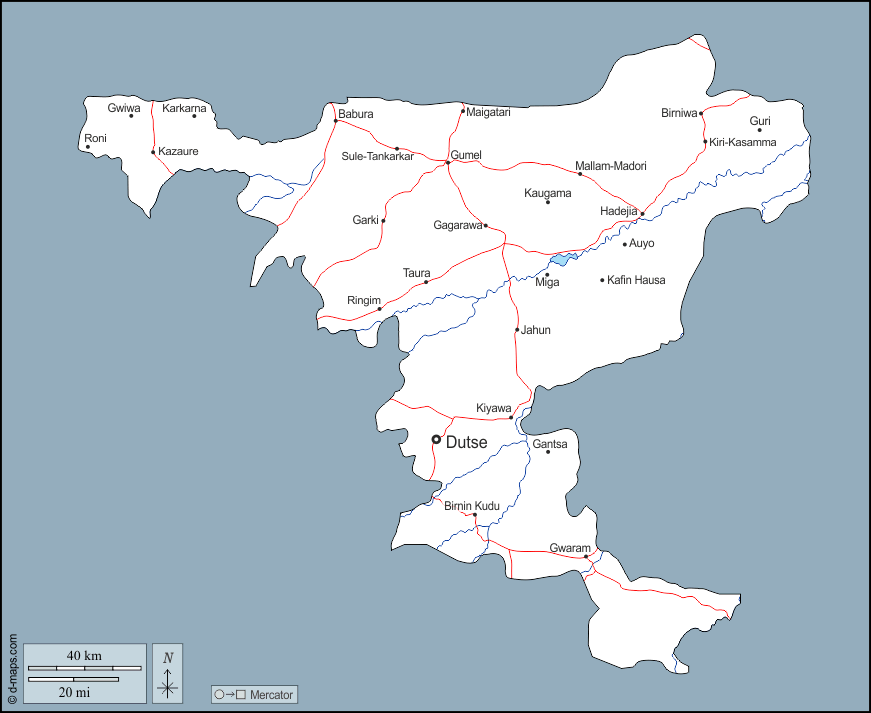 Gwiwa
Karkarna
Babura
Maigatari
Birniwa
Guri
Roni
Kazaure
Sule-Tankarkar
Gumel
Kiri-Kasamma
Mallam-Madori
Kaugama
Garki
Gagarawa
Hadejia
Auyo
Taura
Miga
Kafin Hausa
Ringim
Jahun
Kiyawa
Dutse
Gantsa
Birnin Kudu
Gwaram
© d-maps.com
40 km
20 mi
N
Mercator